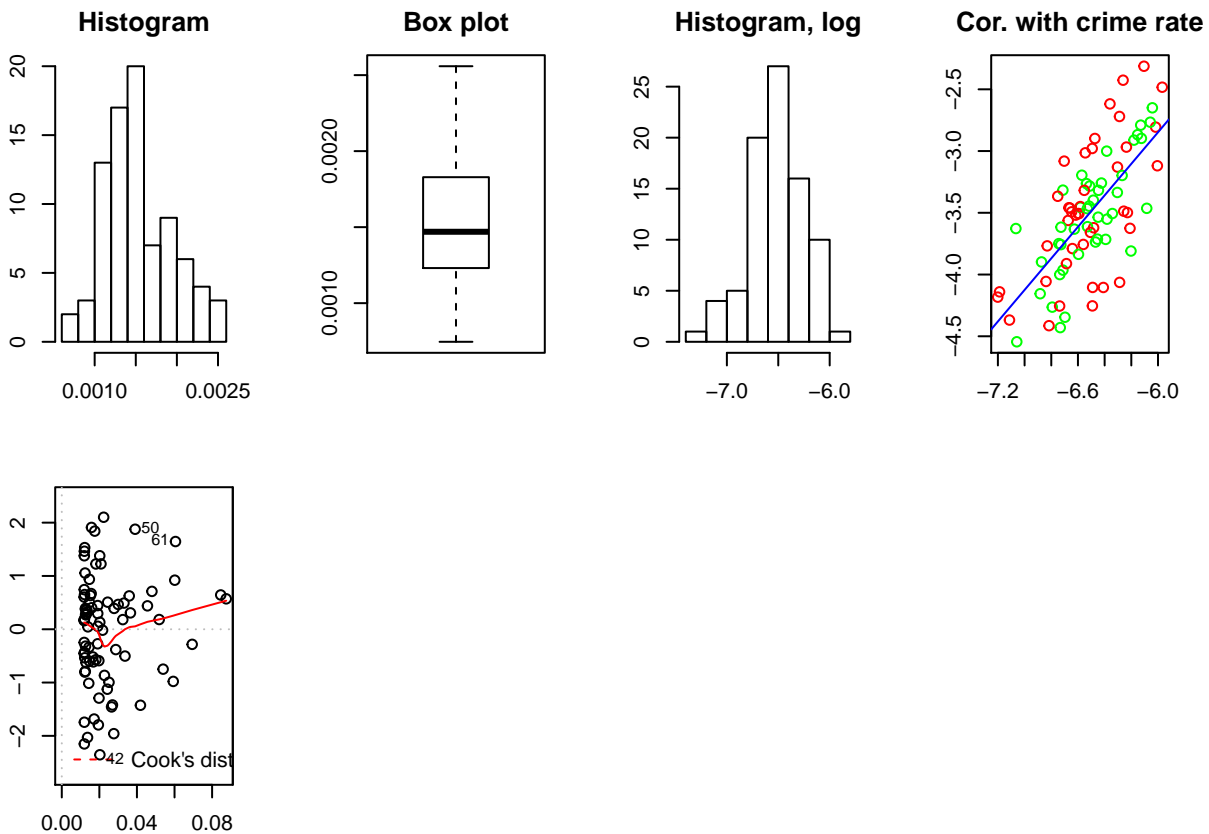 Histogram
0 5 10 15 20
0.0010 0.0025
Box plot
0.0010 0.0020
Histogram, log
0 5 10 15 20 25
−7.0 −6.0
Cor. with crime rate
−4.5 −4.0 −3.5 −3.0 −2.5
−7.2 −6.6 −6.0
−2 −1 0 1 2
50
61
42 Cook's dist
0.00 0.04 0.08